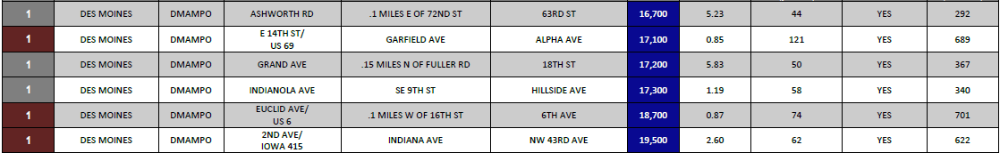 1 DES MOINES DMAMPO ASHWORTH RD .1 MILES E OF 72ND ST 63RD ST 16,700 5.23 44 YES 292
1 DES MOINES DMAMPO E 14TH ST/ GARFIELD AVE ALPHA AVE 17,100 0.85 121 YES 689
US 69
1 DES MOINES DMAMPO GRAND AVE .15 MILES N OF FULLER RD 18TH ST 17,200 5.83 50 YES 367
1 DES MOINES DMAMPO INDIANOLA AVE SE 9TH ST HILLSIDE AVE 17,300 1.19 58 YES 340
1 DES MOINES DMAMPO EUCLID AVE/ .1 MILES W OF 16TH ST 6TH AVE 18,700 0.87 74 YES 701
US 6
1 DES MOINES DMAMPO 2ND AVE/ INDIANA AVE NW 43RD AVE 19,500 2.60 62 YES 622
IOWA 415